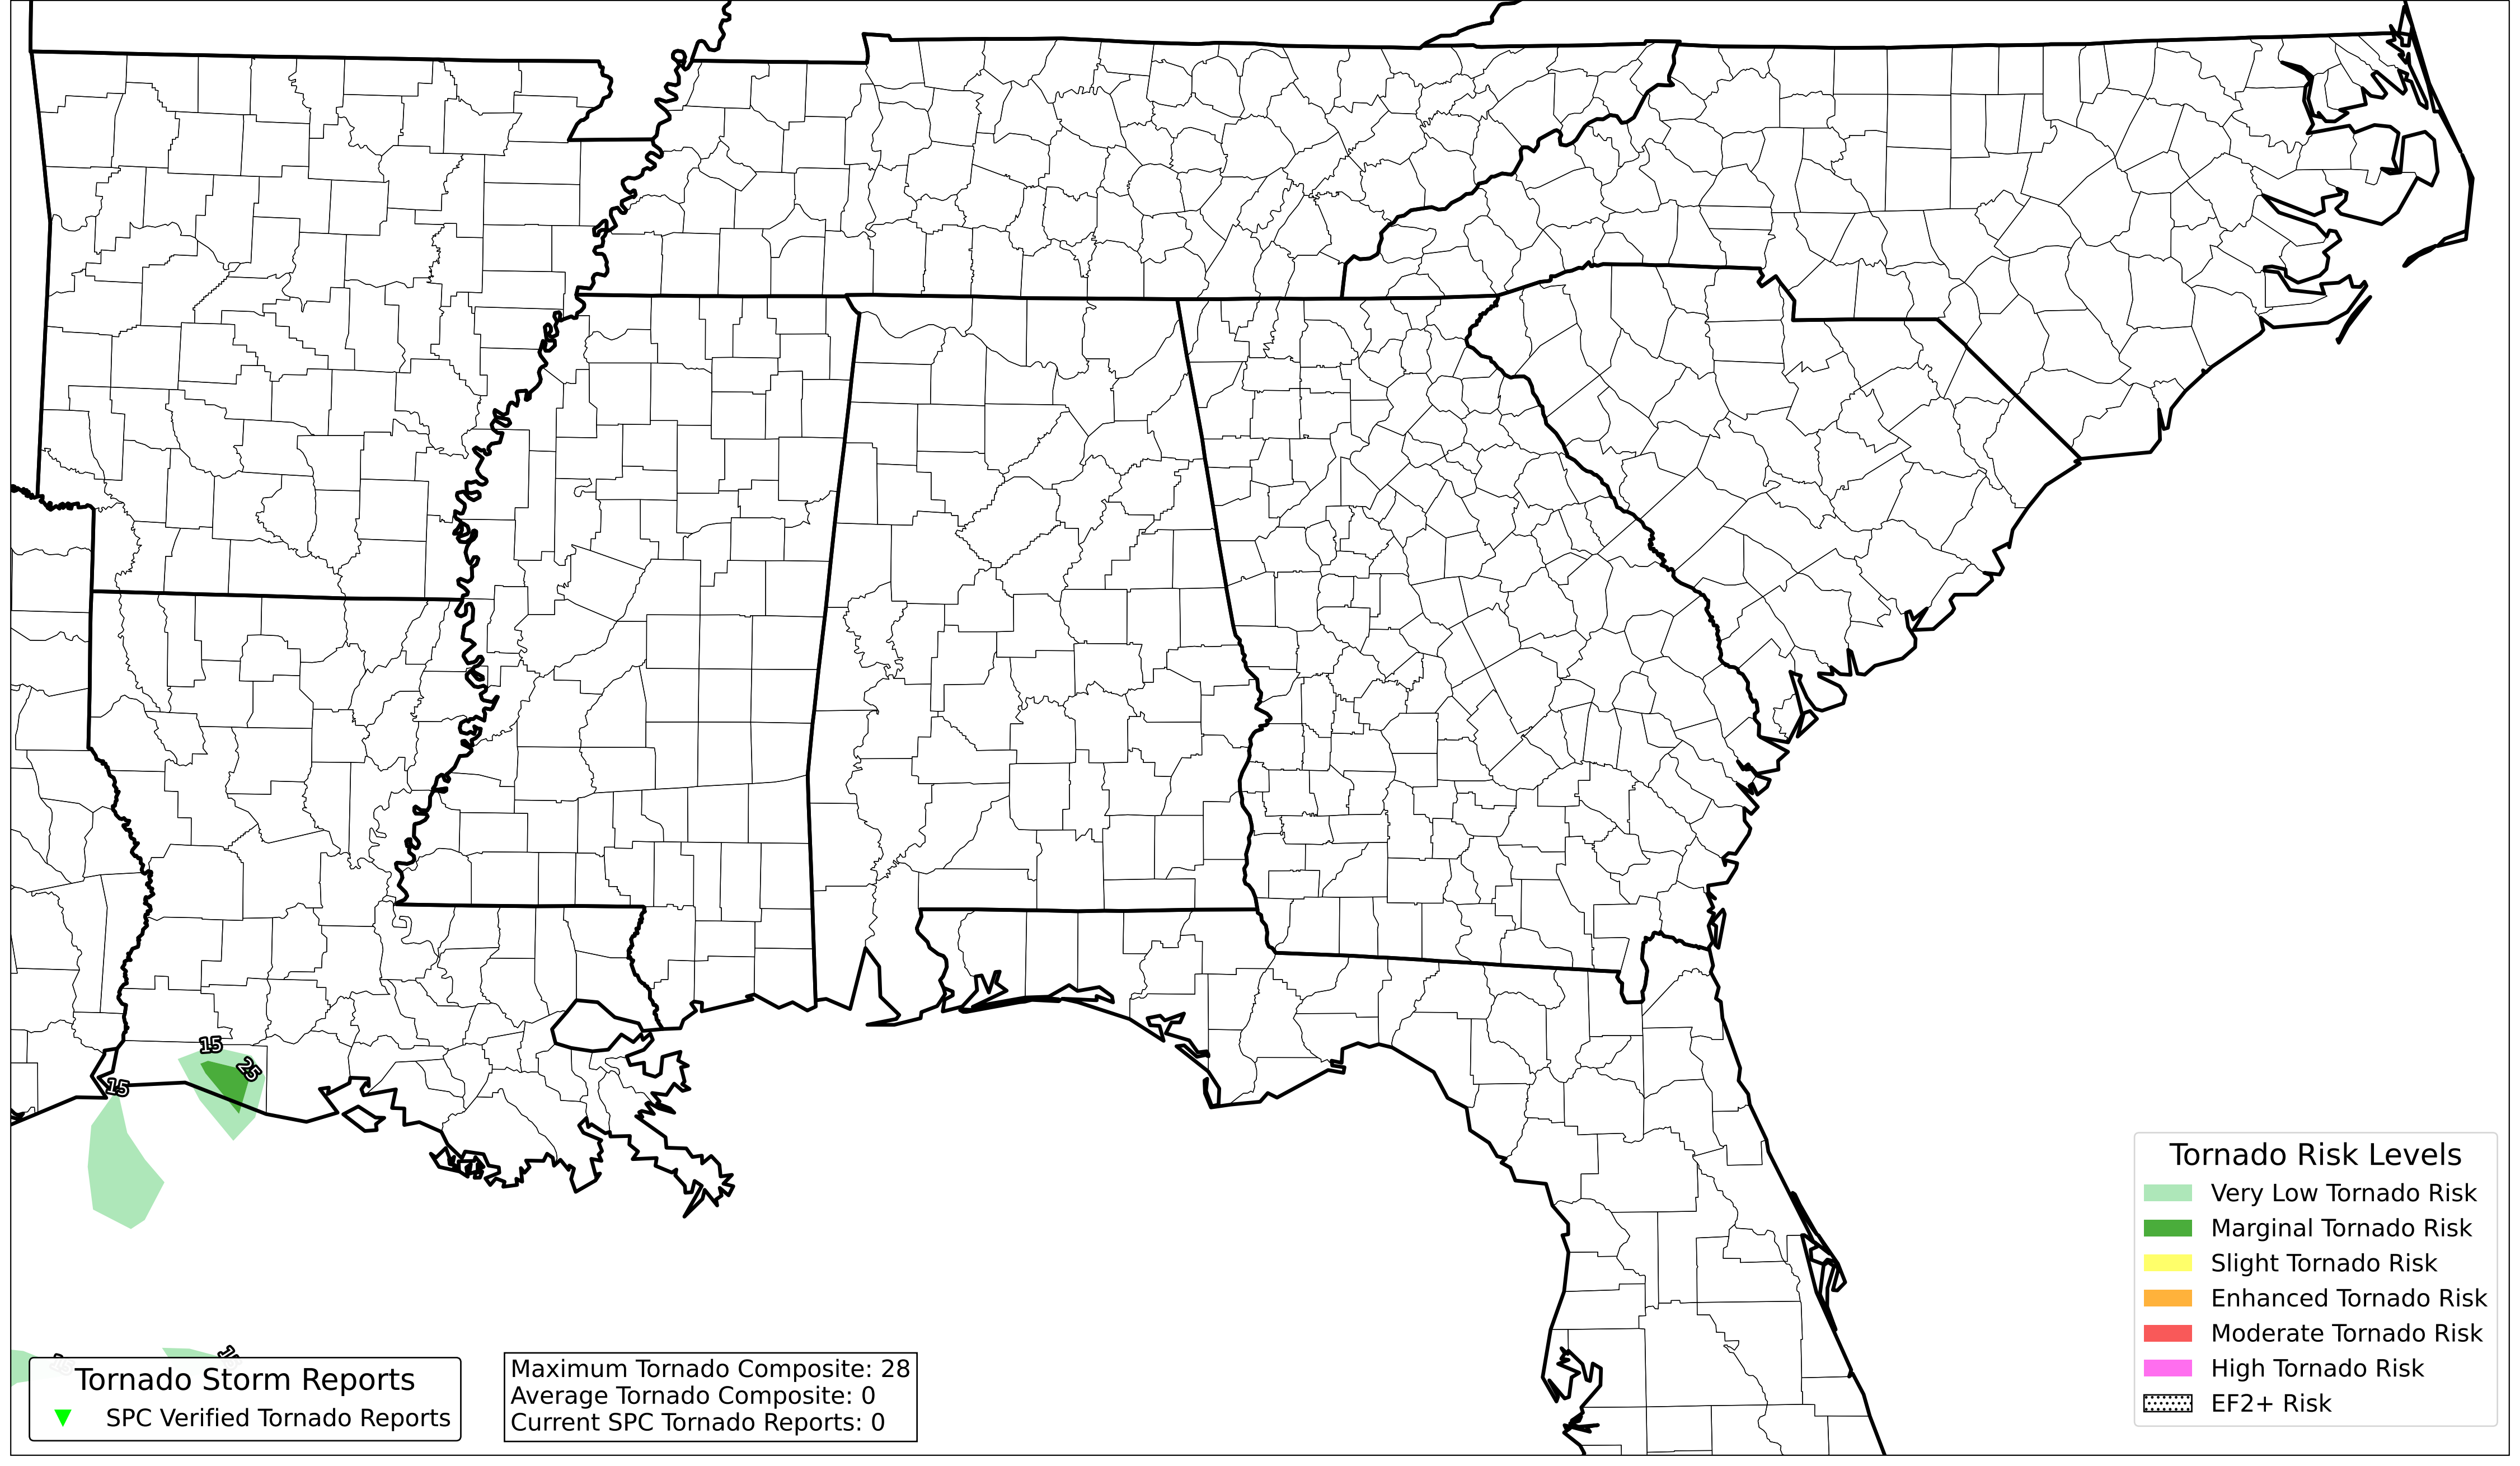 15
25
15
Tornado Storm Reports
SPC Verified Tornado Reports
Maximum Tornado Composite: 28
Average Tornado Composite: 0
Current SPC Tornado Reports: 0
Tornado Risk Levels
Very Low Tornado Risk
Marginal Tornado Risk
Slight Tornado Risk
Enhanced Tornado Risk
Moderate Tornado Risk
High Tornado Risk
EF2+ Risk